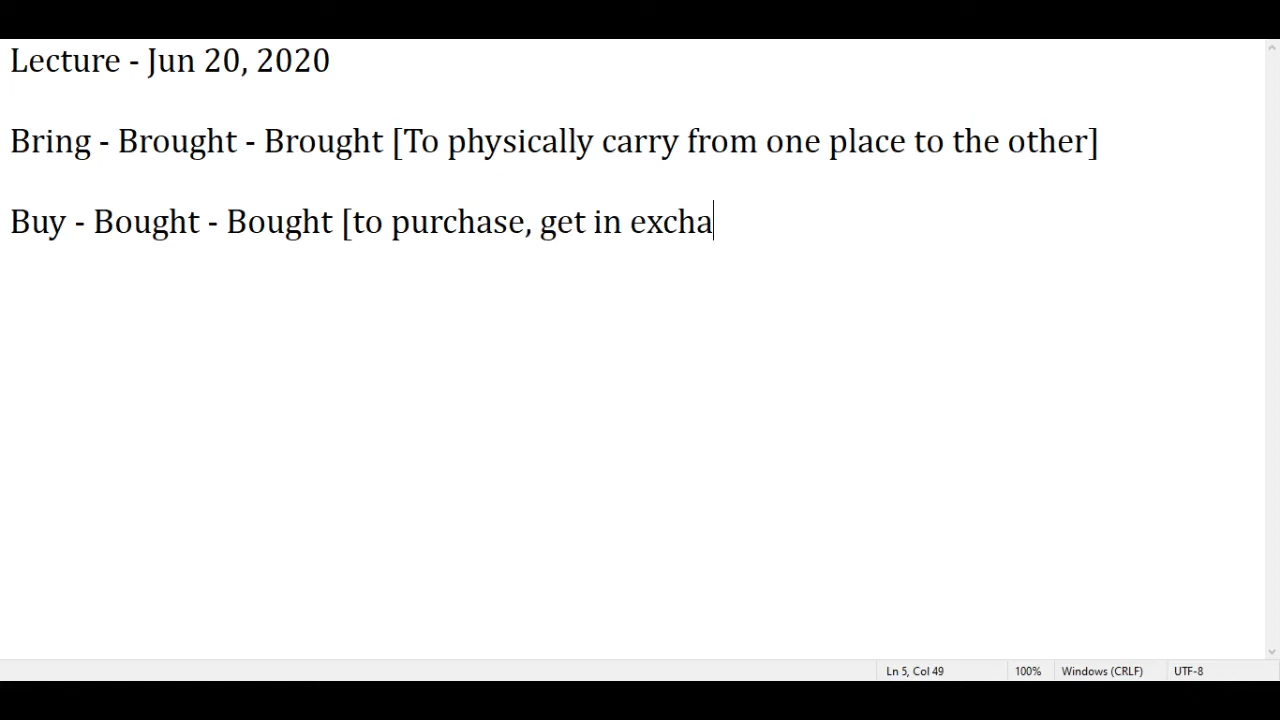 Lecture - Jun 20, 2020
Bring - Brought - Brought [To physically carry from one place to the other]
Buy - Bought - Bought [to purchase, get in excha
Ln 5, Col 49 100% Windows (CRLF) UTF-8